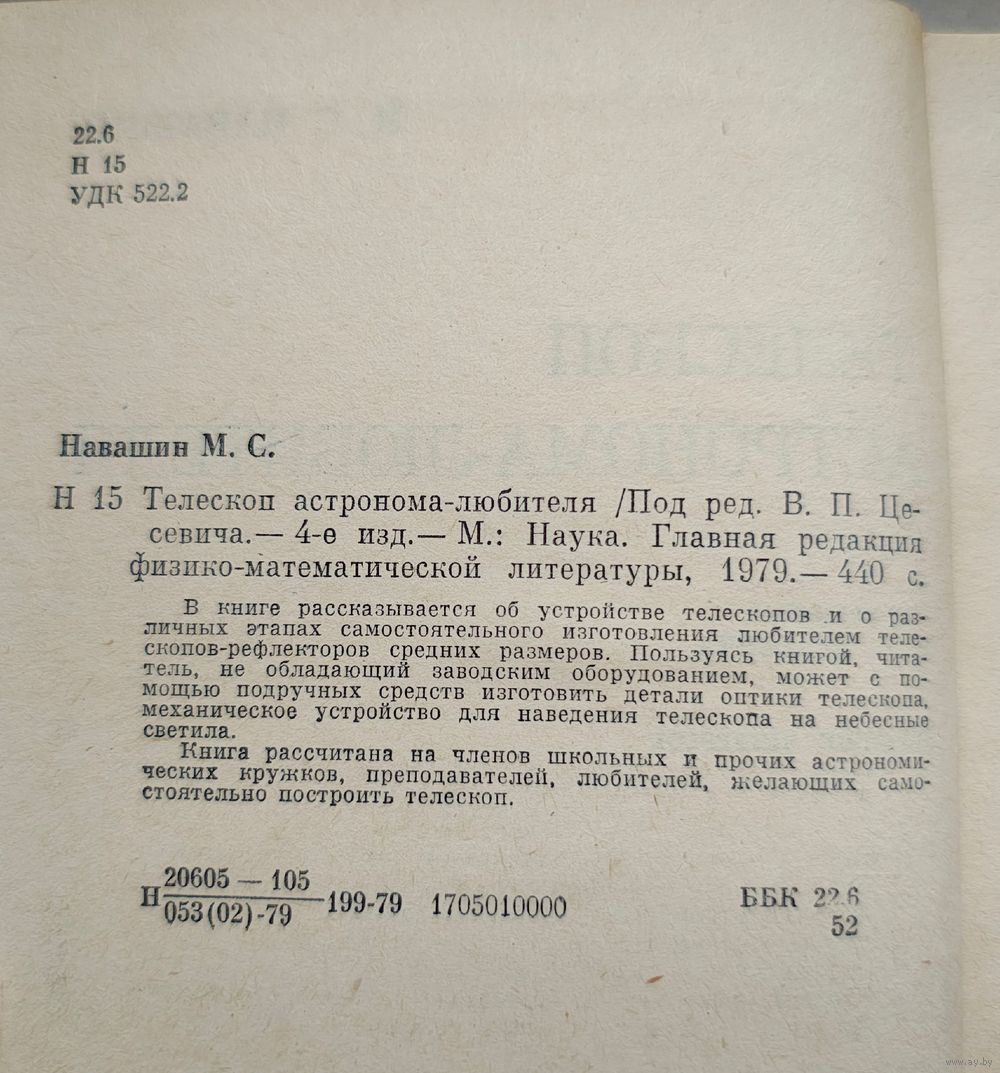 22.6
Н 15
УДК 522.2
Навашин М. С.
Н 15 Телескоп астронома-любителя /Под ред. В. П. Це-
севича.— 4-е изд.— М.: Наука. Главная редакция
физико-математической литературы, 1979.— 440 с.
В книге рассказывается об устройстве телескопов и о раз-
личных этапах самостоятельного изготовления любителем теле-
скопов-рефлекторов средних размеров. Пользуясь книгой, чита-
тель, не обладающий заводским оборудованием, может с по-
мощью подручных средств изготовить детали оптики телескопа,
механическое устройство для наведения телескопа на небесные
светила.
Книга рассчитана на членов школьных и прочих астрономи-
ческих кружков, преподавателей, любителей, желающих само-
стоятельно построить телескоп.
20605 — 105
Н 053(02)-79 199-79 1705010000
ББК 22.6
52
www.ay.by